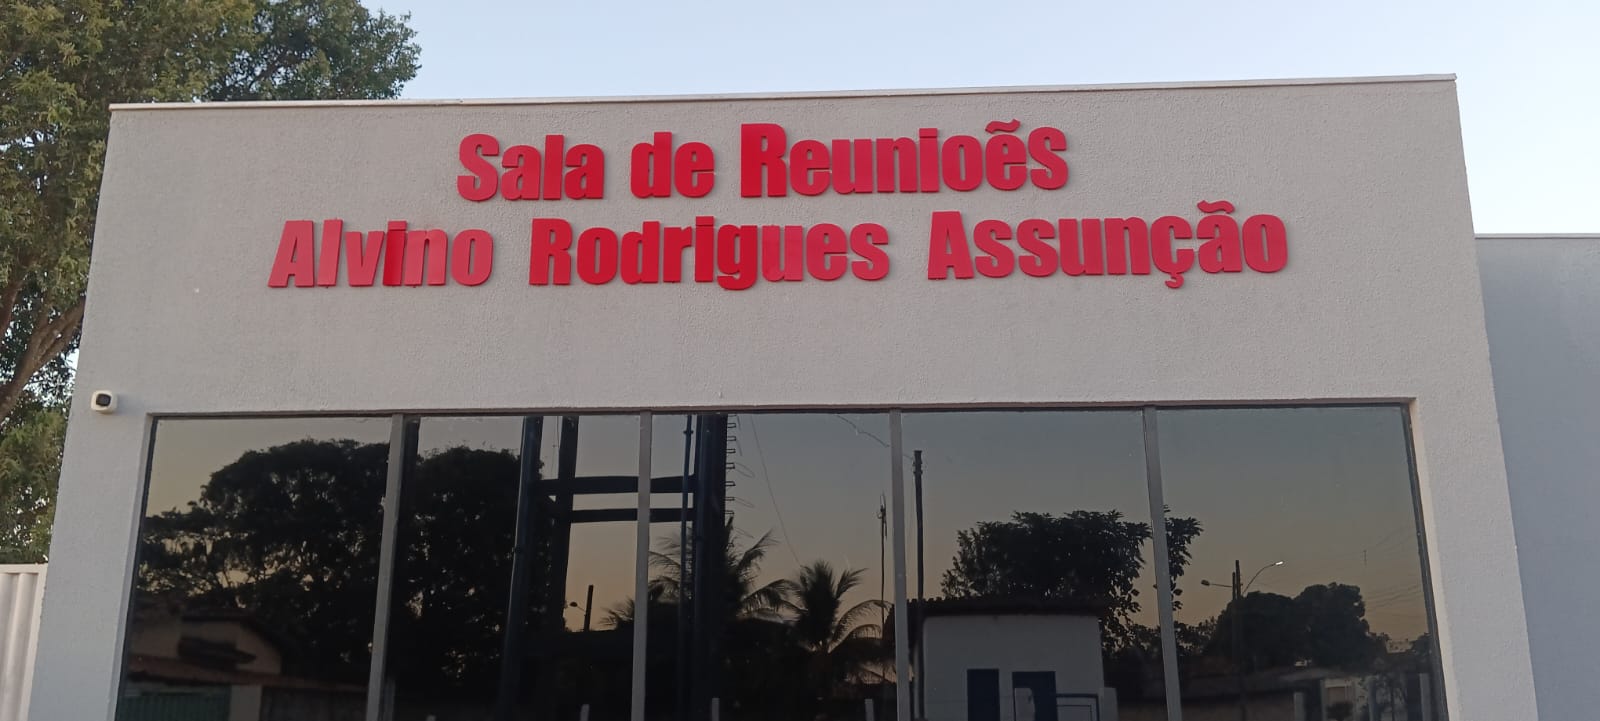 Sala de Reunioẽs
Alvino Rodrigues Assunção